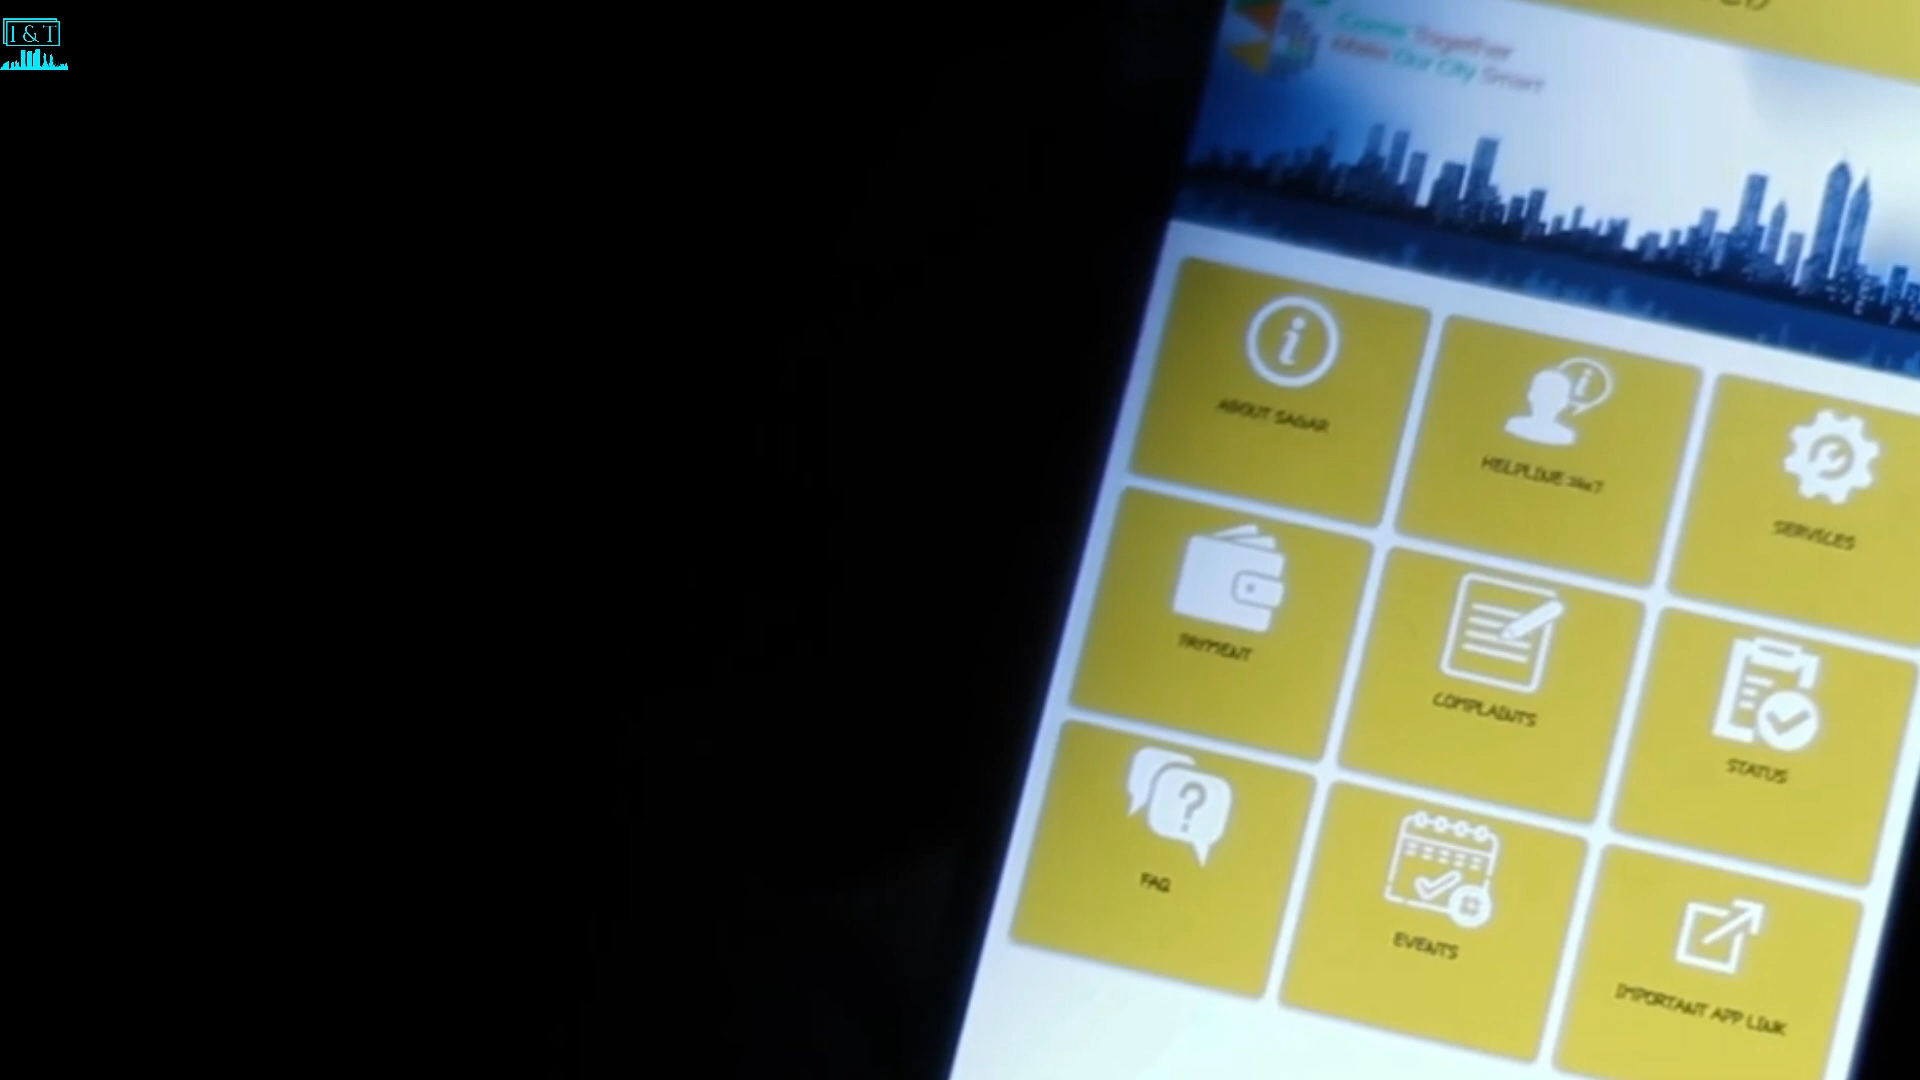 I & T
Come Together
Make Our City Smart
ABOUT SAGAR
HELPLINE 24x7
SERVICES
PAYMENT
COMPLAINTS
STATUS
FAQ
EVENTS
IMPORTANT APP LINK